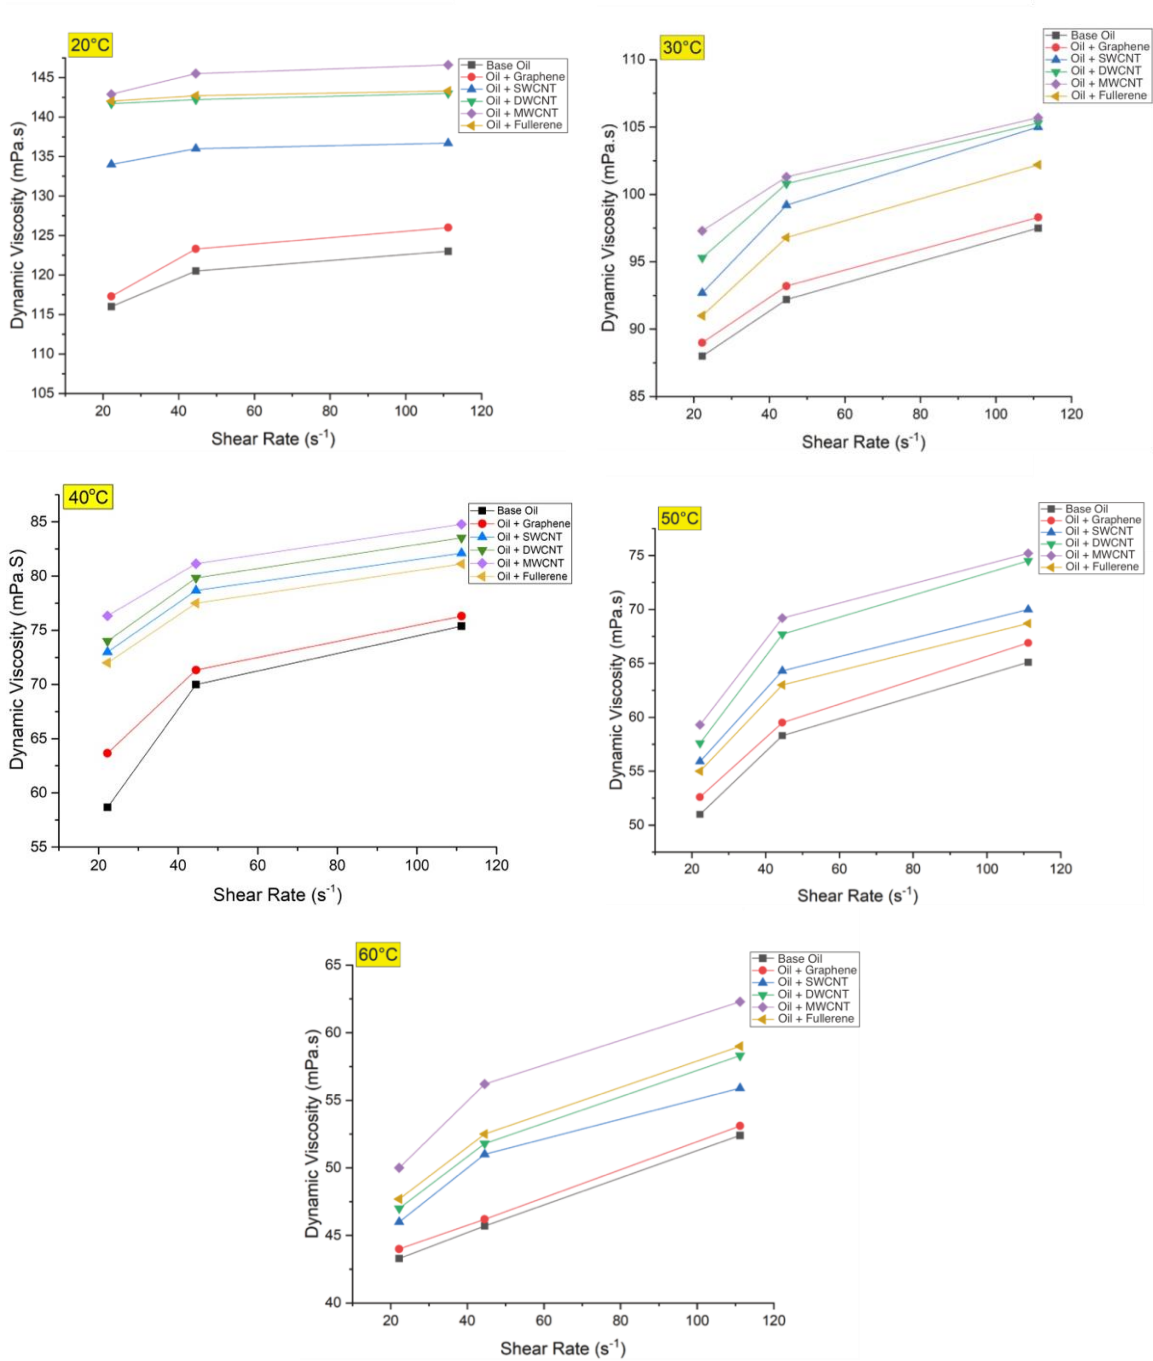 20°C
Base Oil
Oil + Graphene
Oil + SWCNT
Oil + DWCNT
Oil + MWCNT
Oil + Fullerene
145
140
135
130
125
120
115
110
105
20 40 60 80 100 120
Dynamic Viscosity (mPa.s)
Shear Rate (s⁻¹)
30°C
Base Oil
Oil + Graphene
Oil + SWCNT
Oil + DWCNT
Oil + MWCNT
Oil + Fullerene
110
105
100
95
90
85
20 40 60 80 100 120
Dynamic Viscosity (mPa.s)
Shear Rate (s⁻¹)
40°C
Base Oil
Oil + Graphene
Oil + SWCNT
Oil + DWCNT
Oil + MWCNT
Oil + Fullerene
85
80
75
70
65
60
55
20 40 60 80 100 120
Dynamic Viscosity (mPa.S)
Shear Rate (s⁻¹)
50°C
Base Oil
Oil + Graphene
Oil + SWCNT
Oil + DWCNT
Oil + MWCNT
Oil + Fullerene
75
70
65
60
55
50
20 40 60 80 100 120
Dynamic Viscosity (mPa.s)
Shear Rate (s⁻¹)
60°C
Base Oil
Oil + Graphene
Oil + SWCNT
Oil + DWCNT
Oil + MWCNT
Oil + Fullerene
65
60
55
50
45
40
20 40 60 80 100 120
Dynamic Viscosity (mPa.s)
Shear Rate (s⁻¹)